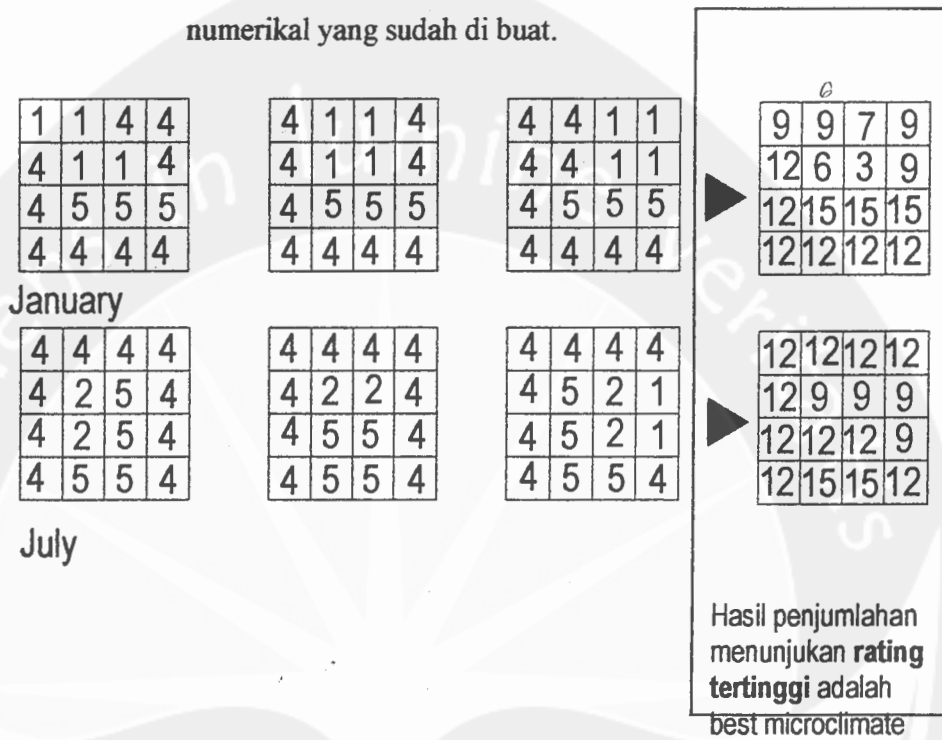 numerikal yang sudah di buat.
6
1 1 4 4 4 1 1 4 4 4 1 1 9 9 7 9
4 1 1 4 4 1 1 4 4 4 1 1 12 6 3 9
4 5 5 5 4 5 5 5 4 5 5 5 12 15 15 15
4 4 4 4 4 4 4 4 4 4 4 4 12 12 12 12
January
4 4 4 4 4 4 4 4 4 4 4 4 12 12 12 12
4 2 5 4 4 2 2 4 4 5 2 1 12 9 9 9
4 2 5 4 4 5 5 4 4 5 2 1 12 12 12 9
4 5 5 4 4 5 5 4 4 5 5 4 12 15 15 12
July
Hasil penjumlahan
menunjukan rating
tertinggi adalah
best microclimate
in lumine veritatis